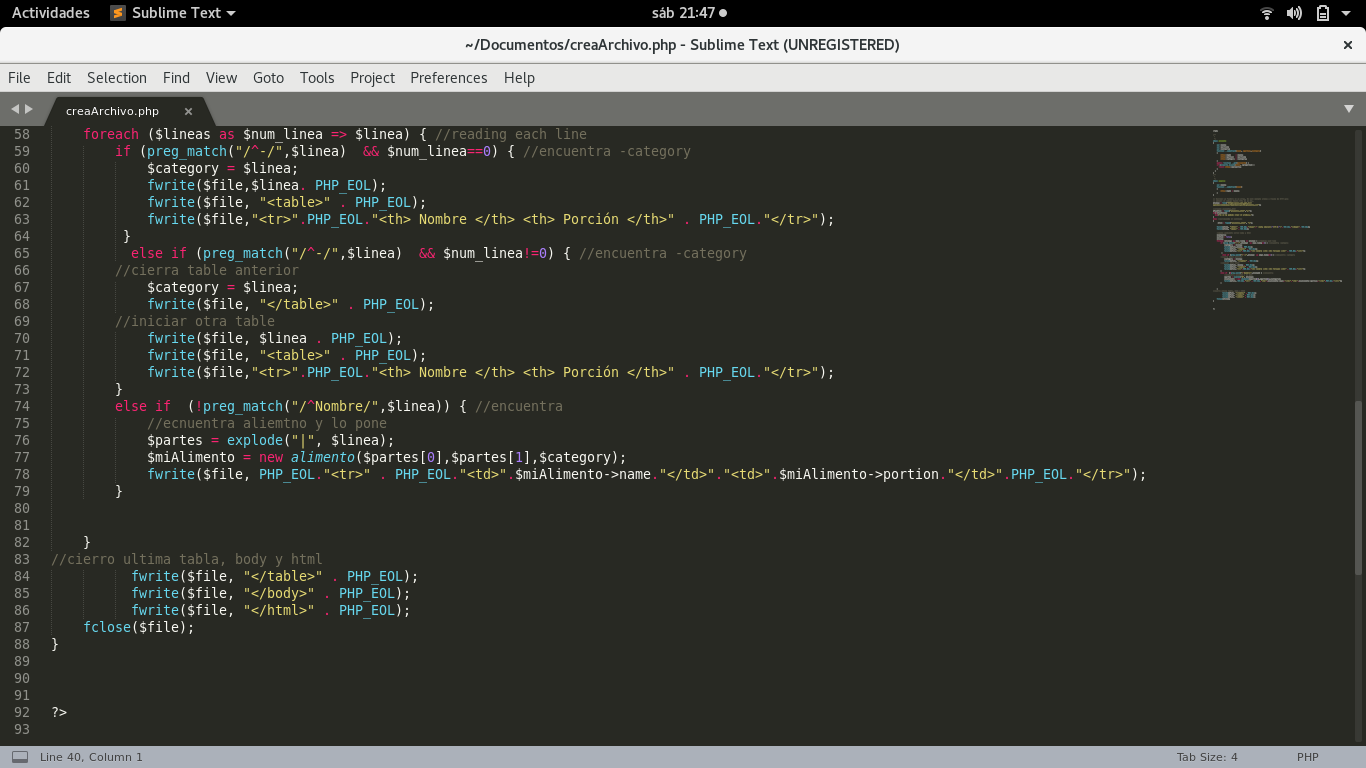 Actividades Sublime Text sáb 21:47
~/Documentos/creaArchivo.php - Sublime Text (UNREGISTERED)
File Edit Selection Find View Goto Tools Project Preferences Help
creaArchivo.php
58 foreach ($lineas as $num_linea => $linea) { //reading each line
59 if (preg_match("/^-/",$linea) && $num_linea==0) { //encuentra -category
60 $category = $linea;
61 fwrite($file,$linea. PHP_EOL);
62 fwrite($file, "<table>" . PHP_EOL);
63 fwrite($file,"<tr>".PHP_EOL."<th> Nombre </th> <th> Porción </th>" . PHP_EOL."</tr>");
64 }
65 else if (preg_match("/^-/",$linea) && $num_linea!=0) { //encuentra -category
66 //cierra table anterior
67 $category = $linea;
68 fwrite($file, "</table>" . PHP_EOL);
69 //iniciar otra table
70 fwrite($file, $linea . PHP_EOL);
71 fwrite($file, "<table>" . PHP_EOL);
72 fwrite($file,"<tr>".PHP_EOL."<th> Nombre </th> <th> Porción </th>" . PHP_EOL."</tr>");
73 }
74 else if (!preg_match("/^Nombre/",$linea)) { //encuentra
75 //ecnuentra aliemtno y lo pone
76 $partes = explode("|", $linea);
77 $miAlimento = new alimento($partes[0],$partes[1],$category);
78 fwrite($file, PHP_EOL."<tr>" . PHP_EOL."<td>".$miAlimento->name."</td>"."<td>".$miAlimento->portion."</td>".PHP_EOL."</tr>");
79 }
80
81
82 }
83 //cierro ultima tabla, body y html
84 fwrite($file, "</table>" . PHP_EOL);
85 fwrite($file, "</body>" . PHP_EOL);
86 fwrite($file, "</html>" . PHP_EOL);
87 fclose($file);
88 }
89
90
91
92 ?>
93
Line 40, Column 1 Tab Size: 4 PHP